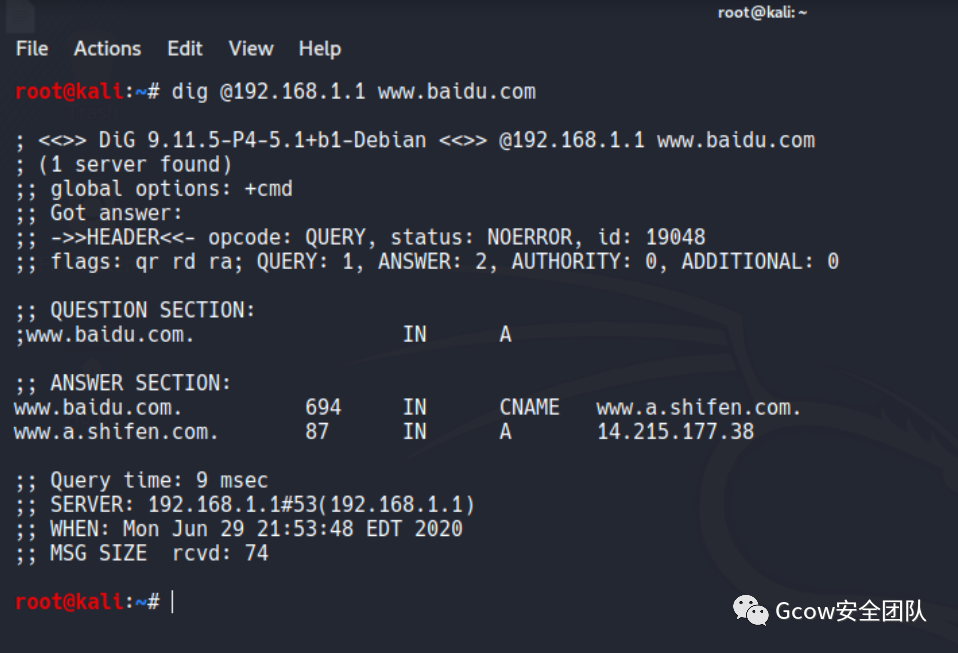 root@kali: ~
File Actions Edit View Help
root@kali:~# dig @192.168.1.1 www.baidu.com
; <<>> DiG 9.11.5-P4-5.1+b1-Debian <<>> @192.168.1.1 www.baidu.com
; (1 server found)
;; global options: +cmd
;; Got answer:
;; ->>HEADER<<- opcode: QUERY, status: NOERROR, id: 19048
;; flags: qr rd ra; QUERY: 1, ANSWER: 2, AUTHORITY: 0, ADDITIONAL: 0
;; QUESTION SECTION:
;www.baidu.com. IN A
;; ANSWER SECTION:
www.baidu.com. 694 IN CNAME www.a.shifen.com.
www.a.shifen.com. 87 IN A 14.215.177.38
;; Query time: 9 msec
;; SERVER: 192.168.1.1#53(192.168.1.1)
;; WHEN: Mon Jun 29 21:53:48 EDT 2020
;; MSG SIZE rcvd: 74
root@kali:~#
Gcow安全团队